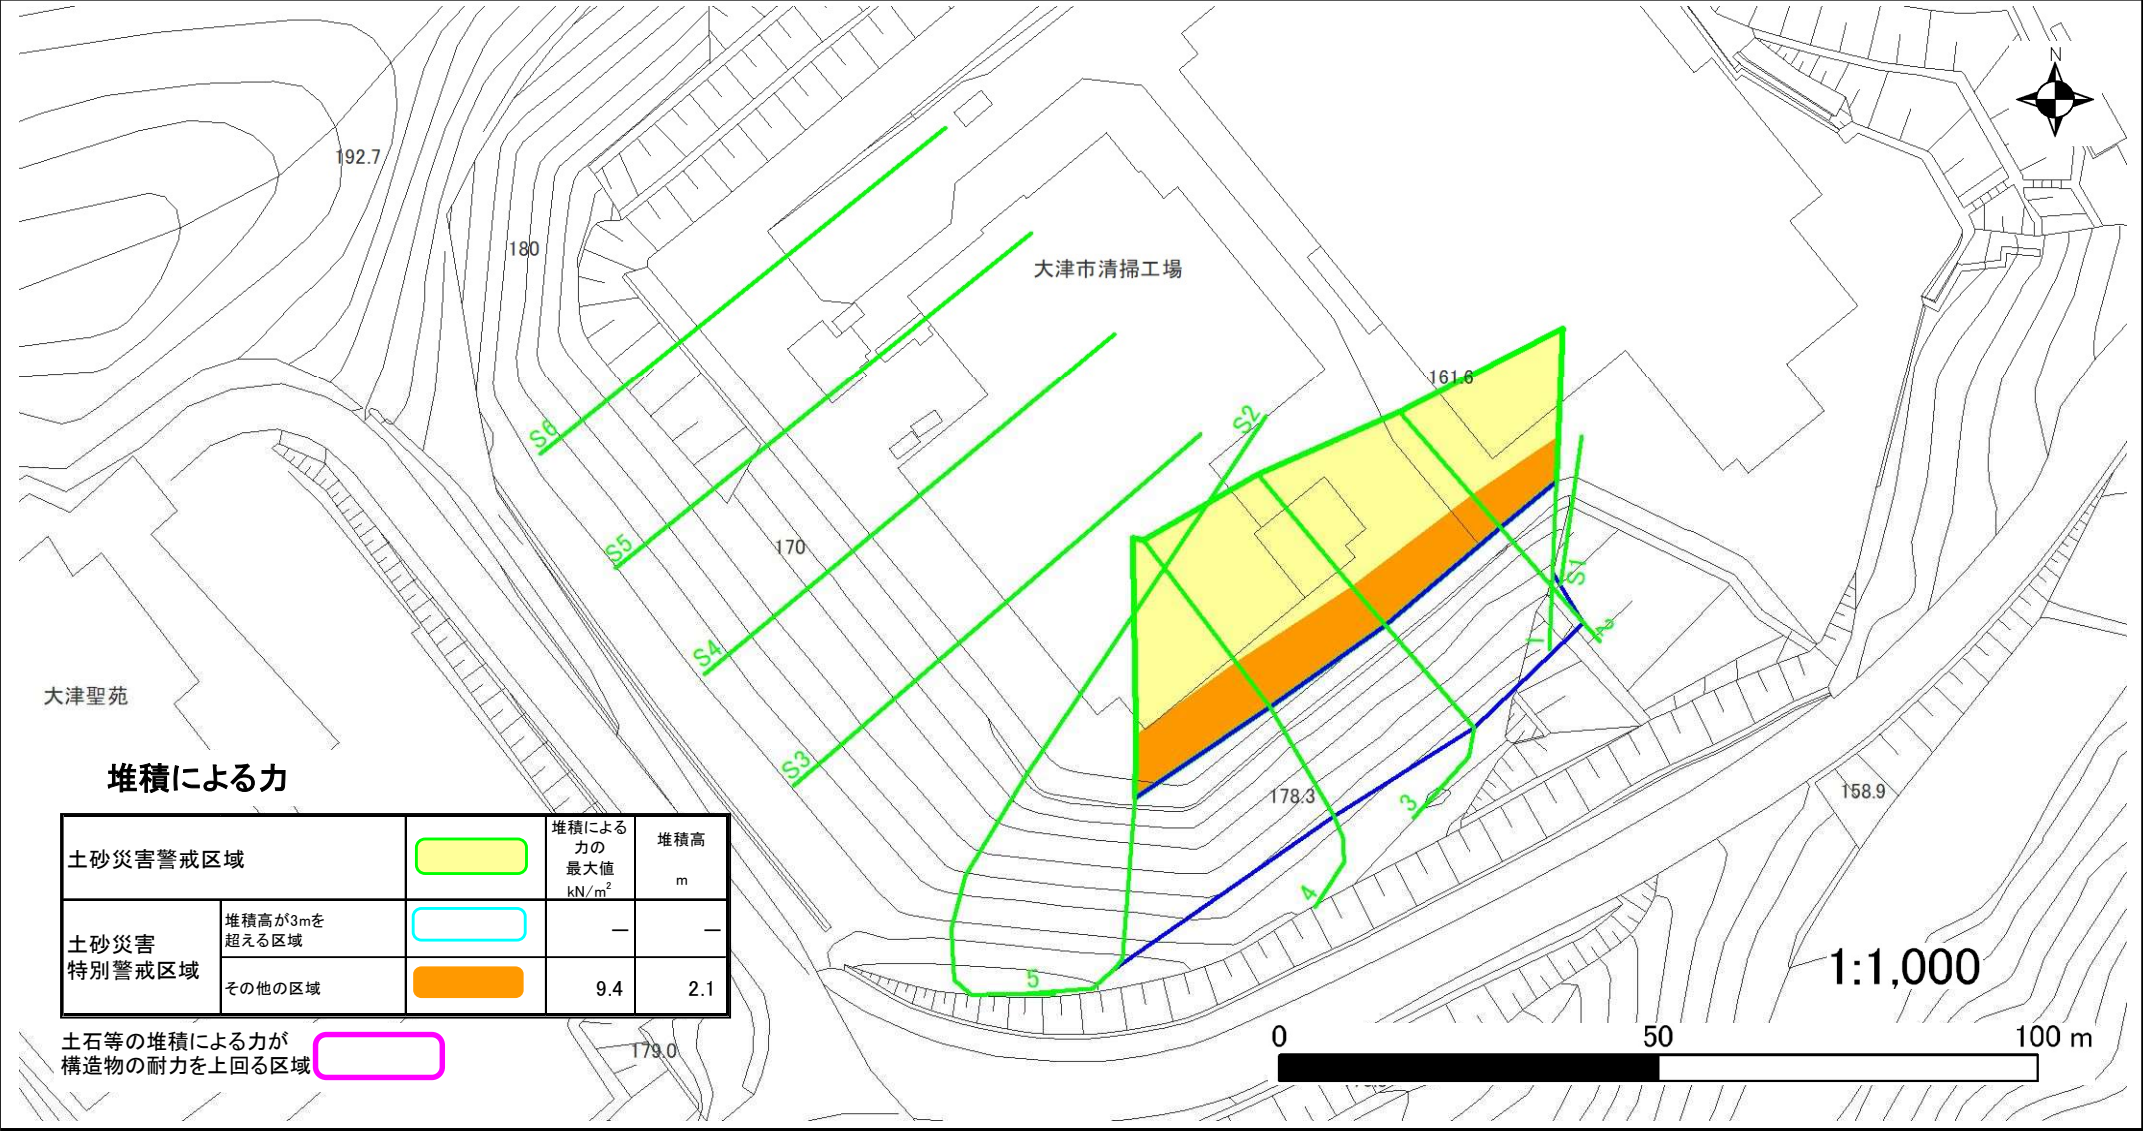 N
192.7
180
大津市清掃工場
161.6
S6
S2
S5
170
S1
S4
1
2
大津聖苑
S3
178.3
3
158.9
4
5
堆積による力
土砂災害警戒区域
堆積による
力の
最大値
kN/m²
堆積高
m
土砂災害
特別警戒区域
堆積高が3mを
超える区域
—
—
その他の区域
9.4
2.1
土石等の堆積による力が
構造物の耐力を上回る区域
179.0
1:1,000
0
50
100 m